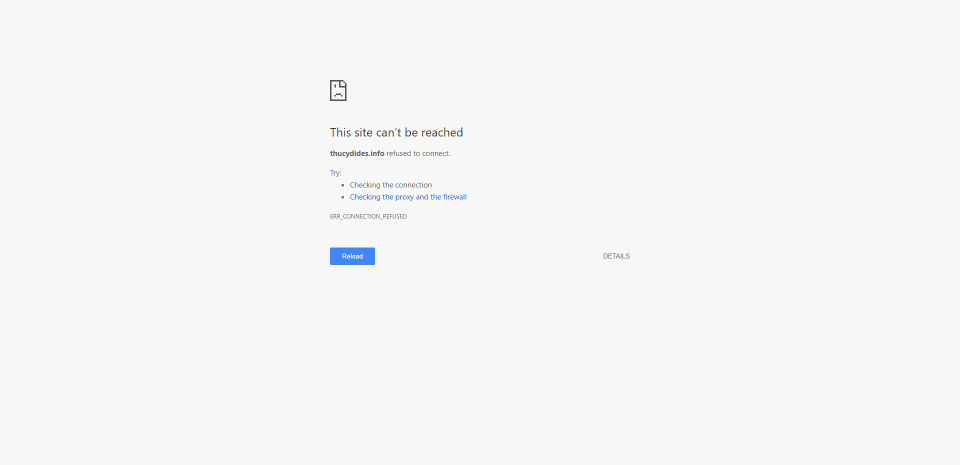 This site can't be reached
thucydides.info refused to connect.
Try:
• Checking the connection
• Checking the proxy and the firewall
ERR_CONNECTION_REFUSED
Reload
DETAILS